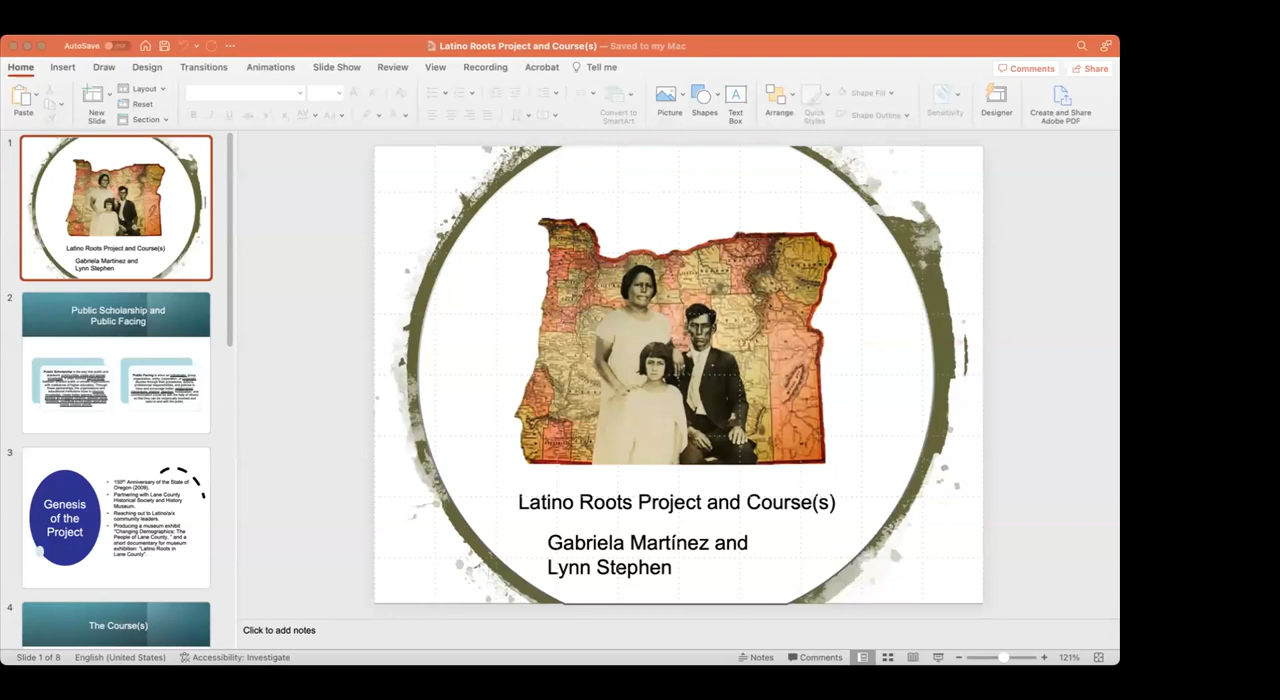 AutoSave
Latino Roots Project and Course(s) — Saved to my Mac
Home Insert Draw Design Transitions Animations Slide Show Review View Recording Acrobat Tell me
Comments Share
Paste
New
Slide
Layout
Reset
Section
Convert to
SmartArt
Picture
Shapes
Text
Box
Arrange
Quick
Styles
Shape Fill
Shape Outline
Sensitivity
Designer
Create and Share
Adobe PDF
1
Latino Roots Project and Course(s)
Gabriela Martínez and
Lynn Stephen
2
Public Scholarship and
Public Facing
3
Genesis
of the
Project
150th Anniversary of the State of
Oregon (2009).
Partnering with Lane County
Historical Society and History
Museum.
Reaching out to Latino/a/x
community leaders.
Producing a museum exhibit
"Changing Demographics: The
People of Lane County, " and a
short documentary for museum
exhibition: "Latino Roots in
Lane County".
4
The Course(s)
Latino Roots Project and Course(s)
Gabriela Martínez and
Lynn Stephen
Click to add notes
Slide 1 of 8 English (United States) Accessibility: Investigate
Notes Comments 121%